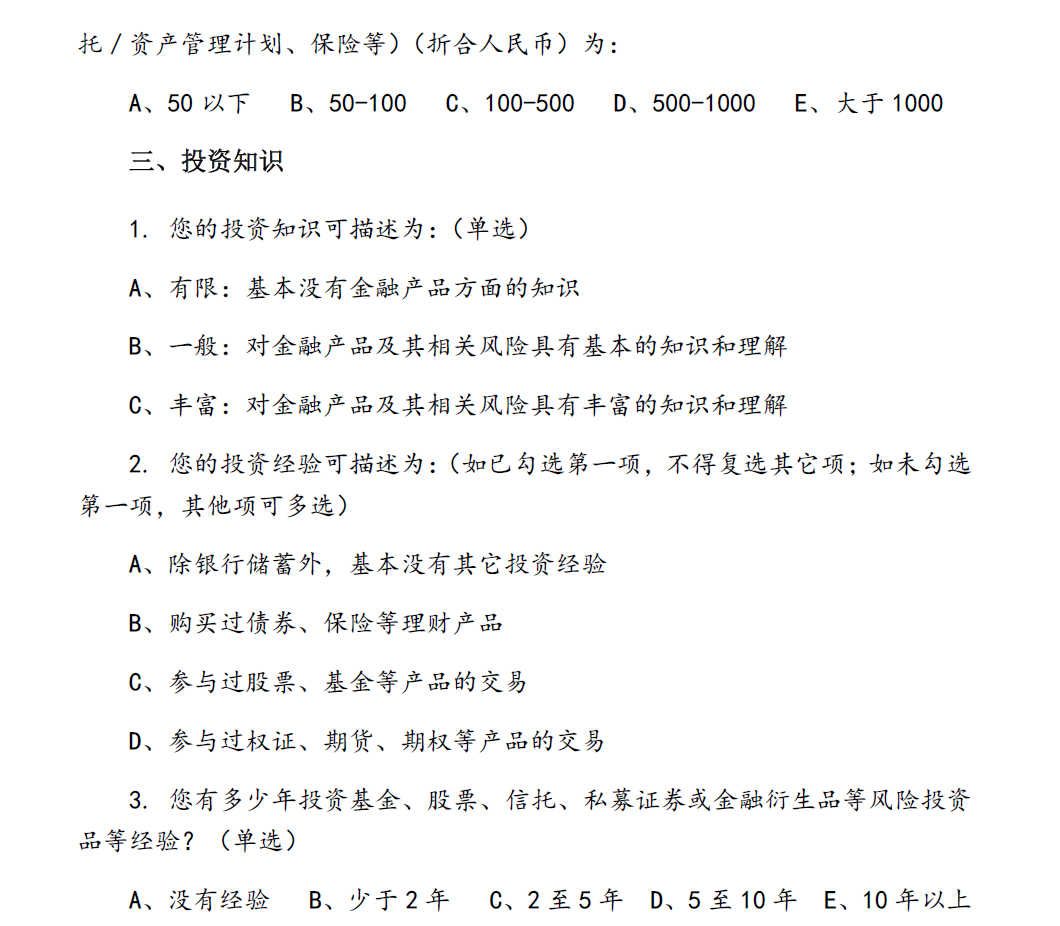 托/资产管理计划、保险等)(折合人民币)为:
A、50 以下 B、50-100 C、100-500 D、500-1000 E、大于 1000
三、投资知识
1. 您的投资知识可描述为:(单选)
A、有限:基本没有金融产品方面的知识
B、一般:对金融产品及其相关风险具有基本的知识和理解
C、丰富:对金融产品及其相关风险具有丰富的知识和理解
2. 您的投资经验可描述为:(如已勾选第一项,不得复选其它项;如未勾选
第一项,其他项可多选)
A、除银行储蓄外,基本没有其它投资经验
B、购买过债券、保险等理财产品
C、参与过股票、基金等产品的交易
D、参与过权证、期货、期权等产品的交易
3. 您有多少年投资基金、股票、信托、私募证券或金融衍生品等风险投资
品等经验?(单选)
A、没有经验 B、少于 2 年 C、2 至 5 年 D、5 至 10 年 E、10 年以上